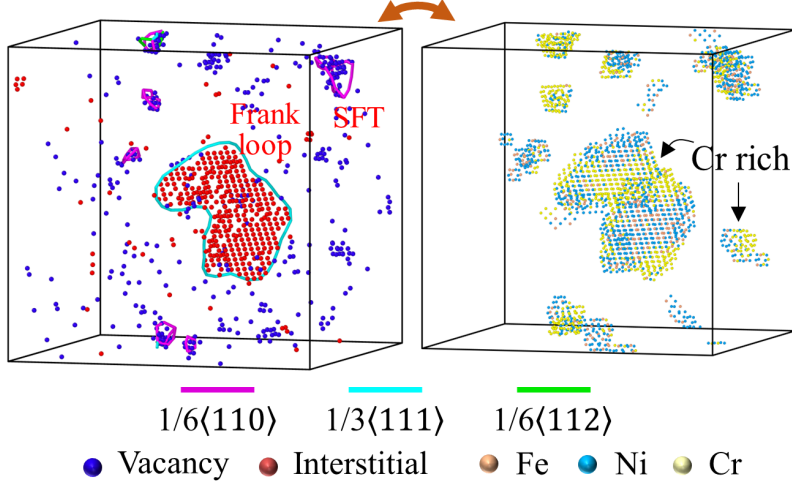 Frank
loop
SFT
Cr rich
1/6⟨110⟩ 1/3⟨111⟩ 1/6⟨112⟩
Vacancy Interstitial Fe Ni Cr